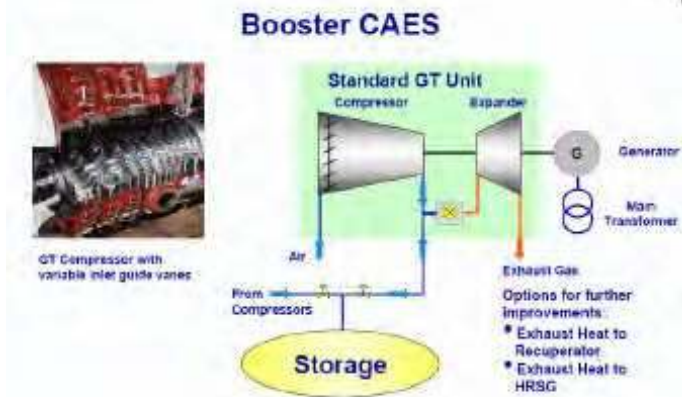 Booster CAES
Standard GT Unit
Compressor
Expander
G
Generator
Main
Transformer
GT Compressor with
variable inlet guide vanes
Air
Exhaust Gas
From
Compressors
Storage
Options for further
improvements:
• Exhaust Heat to
Recuperator
• Exhaust Heat to
HRSG